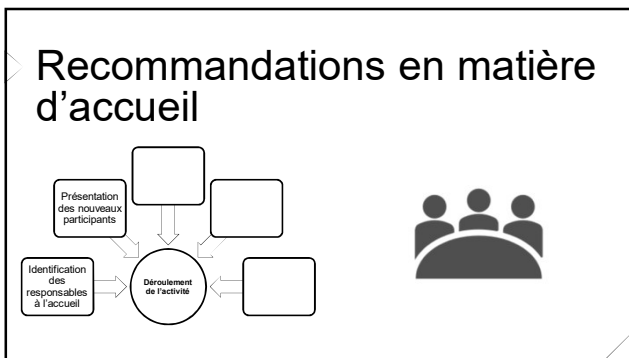 Recommandations en matière
d’accueil
Présentation
des nouveaux
participants
Identification
des
responsables
à l’accueil
Déroulement
de l’activité